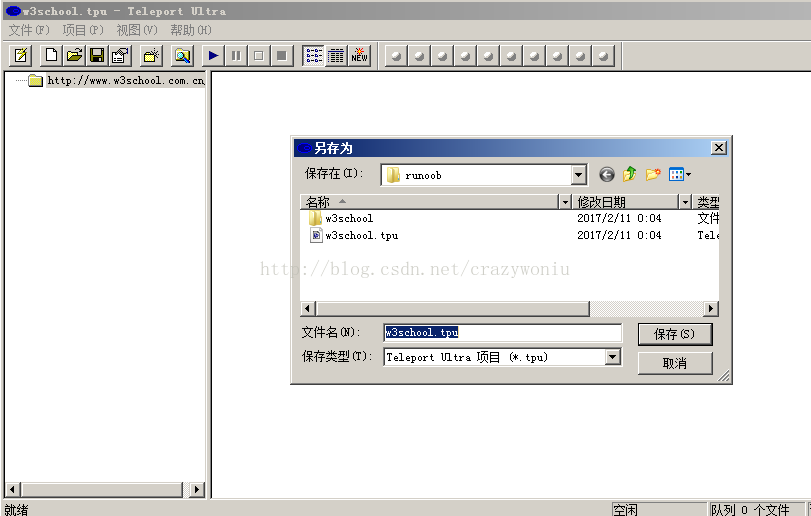 w3school.tpu - Teleport Ultra
文件(F) 项目(P) 视图(V) 帮助(H)
NEW
http://www.w3school.com.cn/
另存为
保存在(I): runoob
名称 修改日期 类型
w3school 2017/2/11 0:04 文件
w3school.tpu 2017/2/11 0:04 Tele
http://blog.csdn.net/crazywoniu
文件名(N): w3school.tpu 保存(S)
保存类型(T): Teleport Ultra 项目 (*.tpu) 取消
就绪 空闲 队列 0 个文件